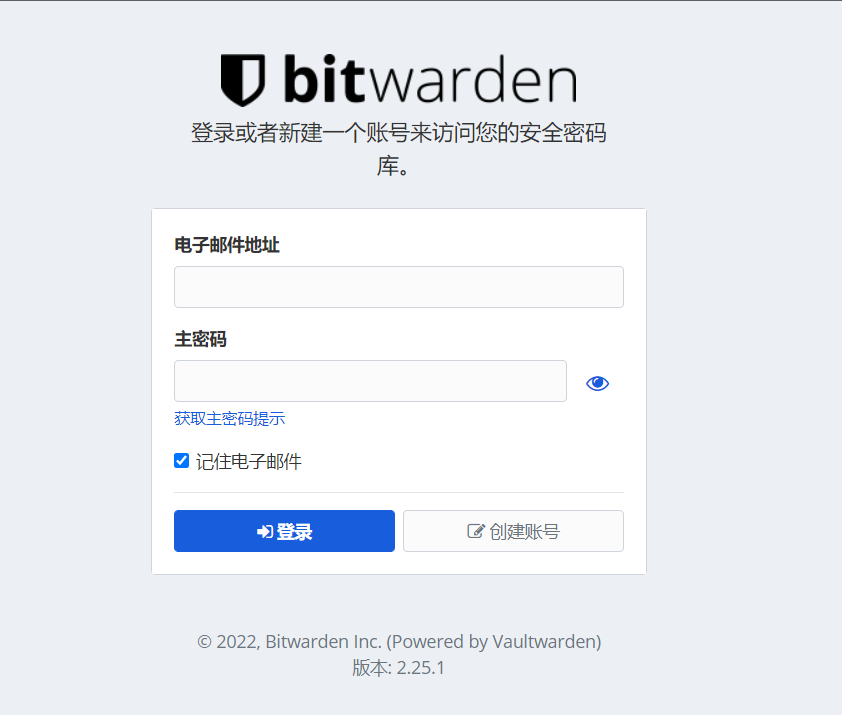 bitwarden
登录或者新建一个账号来访问您的安全密码
库。
电子邮件地址
主密码
获取主密码提示
记住电子邮件
登录
创建账号
© 2022, Bitwarden Inc. (Powered by Vaultwarden)
版本: 2.25.1